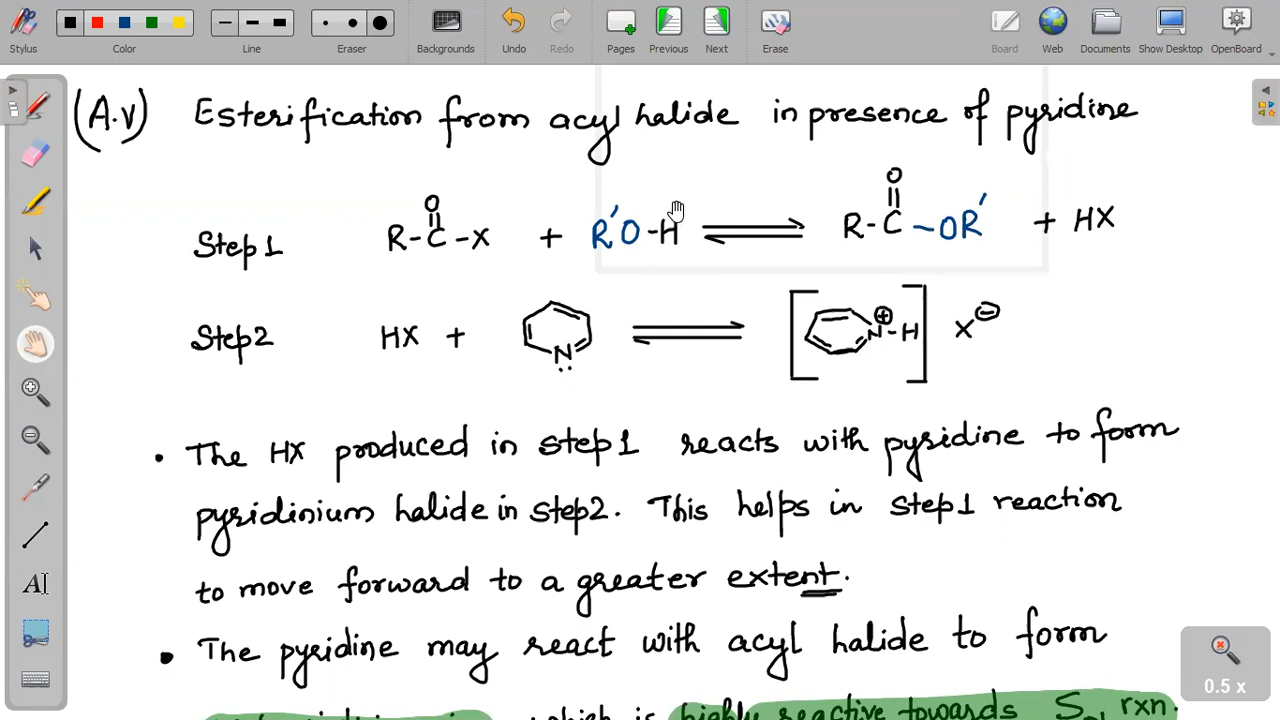 Stylus Color Line Eraser Backgrounds Undo Redo Pages Previous Next Erase Board Web Documents Show Desktop OpenBoard
(A.v) Esterification from acyl halide in presence of pyridine
Step 1 R-C(=O)-X + R'O-H ⇌ R-C(=O)-OR' + HX
Step 2 HX + N: ⇌ [N⊕-H] X⊖
• The HX produced in step 1 reacts with pyridine to form
pyridinium halide in step 2. This helps in step 1 reaction
to move forward to a greater extent.
• The pyridine may react with acyl halide to form
which is highly reactive towards rxn.
0.5 x